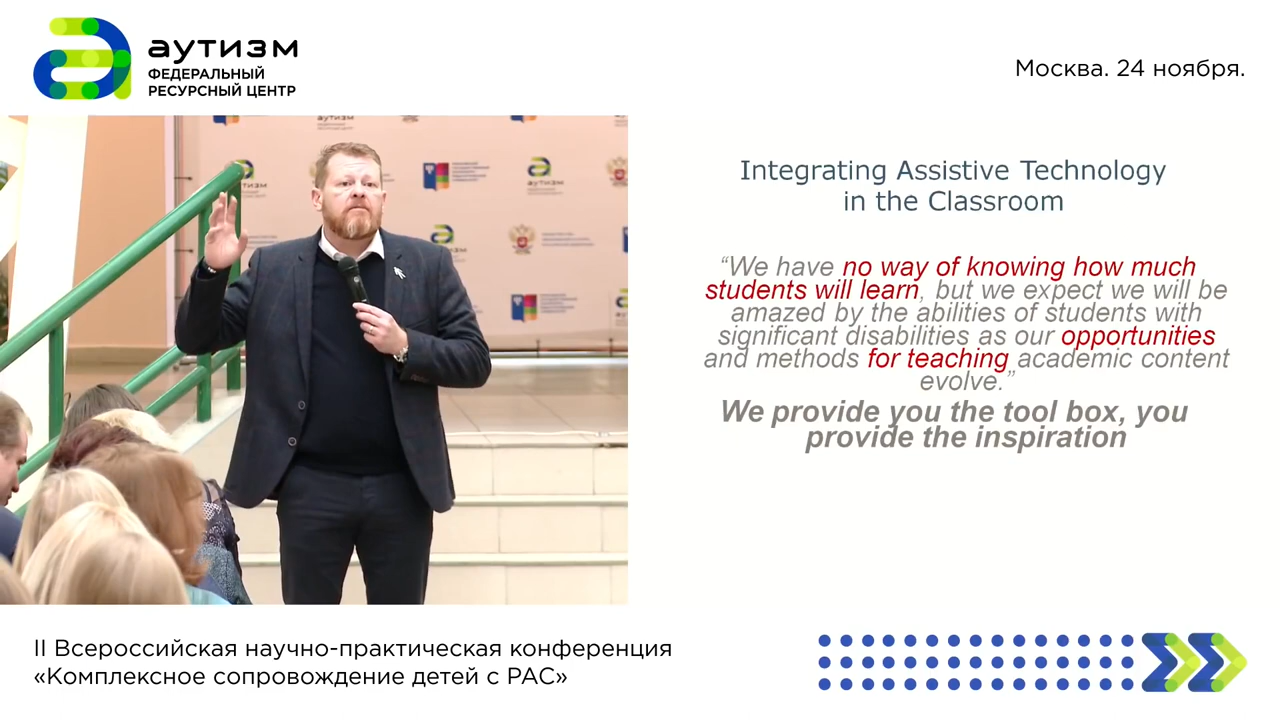 аутизм
ФЕДЕРАЛЬНЫЙ
РЕСУРСНЫЙ ЦЕНТР
Москва. 24 ноября.
Integrating Assistive Technology
in the Classroom
“We have no way of knowing how much
students will learn, but we expect we will be
amazed by the abilities of students with
significant disabilities as our opportunities
and methods for teaching academic content
evolve.”
We provide you the tool box, you
provide the inspiration
II Всероссийская научно-практическая конференция
«Комплексное сопровождение детей с РАС»